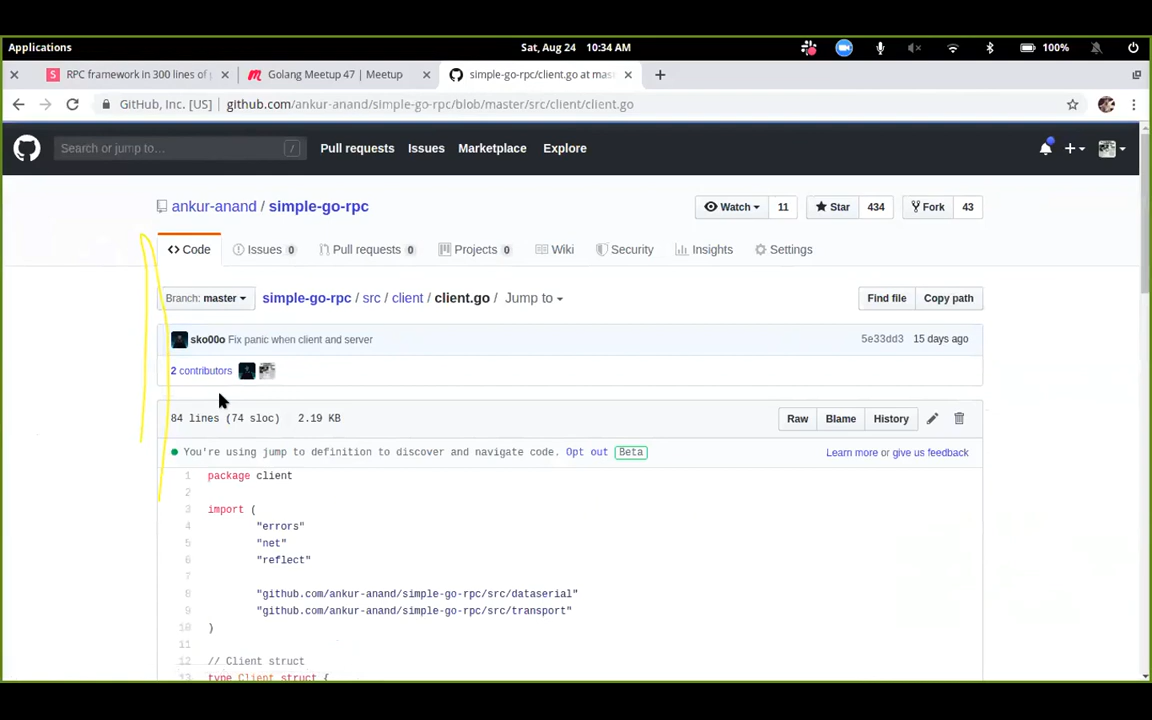 Applications
Sat, Aug 24 10:34 AM
100%
RPC framework in 300 lines of
Golang Meetup 47 | Meetup
simple-go-rpc/client.go at mas
GitHub, Inc. [US] github.com/ankur-anand/simple-go-rpc/blob/master/src/client/client.go
Search or jump to… /
Pull requests Issues Marketplace Explore
ankur-anand / simple-go-rpc
Watch 11 Star 434 Fork 43
<> Code Issues 0 Pull requests 0 Projects 0 Wiki Security Insights Settings
Branch: master simple-go-rpc / src / client / client.go / Jump to Find file Copy path
sko00o Fix panic when client and server 5e33dd3 15 days ago
2 contributors
84 lines (74 sloc) 2.19 KB Raw Blame History
You're using jump to definition to discover and navigate code. Opt out Beta Learn more or give us feedback
1 package client
2
3 import (
4 "errors"
5 "net"
6 "reflect"
7
8 "github.com/ankur-anand/simple-go-rpc/src/dataserial"
9 "github.com/ankur-anand/simple-go-rpc/src/transport"
10 )
11
12 // Client struct
13 type Client struct {